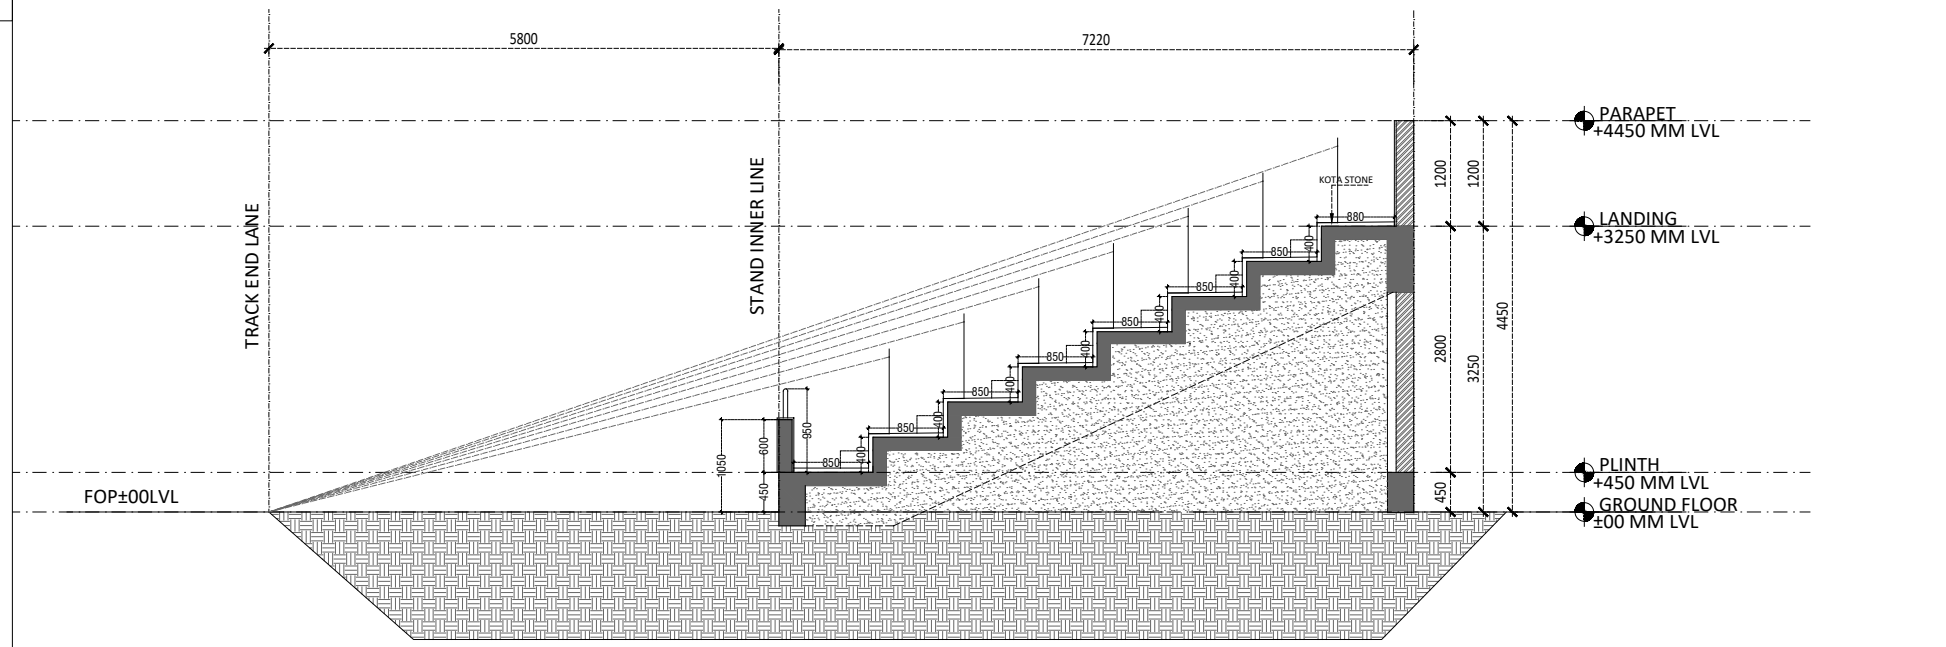 5800
7220
PARAPET
+4450 MM LVL
TRACK END LANE
STAND INNER LINE
KOTA STONE
1200
1200
880
LANDING
+3250 MM LVL
400
850
400
850
400
850
400
850
400
850
400
850
400
850
400
850
4450
2800
3250
950
600
1050
450
PLINTH
+450 MM LVL
450
FOP±00LVL
GROUND FLOOR
±00 MM LVL